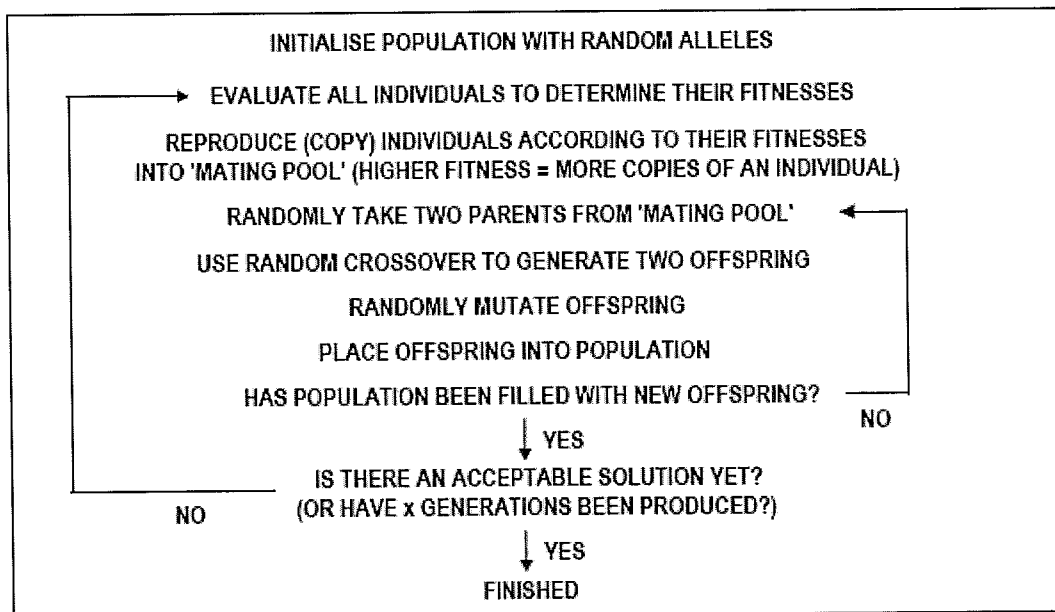 INITIALISE POPULATION WITH RANDOM ALLELES
EVALUATE ALL INDIVIDUALS TO DETERMINE THEIR FITNESSES
REPRODUCE (COPY) INDIVIDUALS ACCORDING TO THEIR FITNESSES
INTO 'MATING POOL' (HIGHER FITNESS = MORE COPIES OF AN INDIVIDUAL)
RANDOMLY TAKE TWO PARENTS FROM 'MATING POOL'
USE RANDOM CROSSOVER TO GENERATE TWO OFFSPRING
RANDOMLY MUTATE OFFSPRING
PLACE OFFSPRING INTO POPULATION
HAS POPULATION BEEN FILLED WITH NEW OFFSPRING?
NO
YES
IS THERE AN ACCEPTABLE SOLUTION YET?
(OR HAVE x GENERATIONS BEEN PRODUCED?)
NO
YES
FINISHED